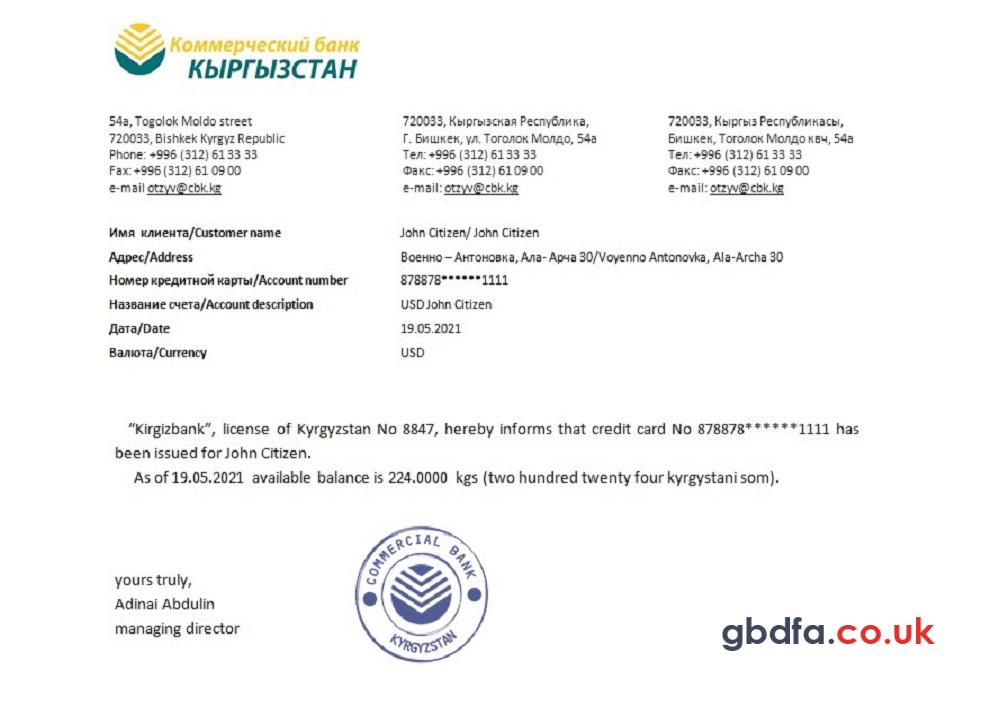 Коммерческий банк
КЫРГЫЗСТАН
54a, Togolok Moldo street
720033, Bishkek Kyrgyz Republic
Phone: +996 (312) 61 33 33
Fax: +996 (312) 61 09 00
e-mail otzyv@cbk.kg
720033, Кыргызская Республика,
Г. Бишкек, ул. Тоголок Молдо, 54а
Тел: +996 (312) 61 33 33
Факс: +996 (312) 61 09 00
e-mail: otzyv@cbk.kg
720033, Кыргыз Республикасы,
Бишкек, Тоголок Молдо квч, 54а
Тел: +996 (312) 61 33 33
Факс: +996 (312) 61 09 00
e-mail: otzyv@cbk.kg
Имя клиента/Customer name John Citizen/ John Citizen
Адрес/Address Военно – Антоновка, Ала- Арча 30/Voyenno Antonovka, Ala-Archa 30
Номер кредитной карты/Account number 878878******1111
Название счета/Account description USD John Citizen
Дата/Date 19.05.2021
Валюта/Currency USD
“Kirgizbank”, license of Kyrgyzstan No 8847, hereby informs that credit card No 878878******1111 has
been issued for John Citizen.
As of 19.05.2021 available balance is 224.0000 kgs (two hundred twenty four kyrgystani som).
COMMERCIAL BANK
KYRGYZSTAN
yours truly,
Adinai Abdulin
managing director
gbdfa.co.uk